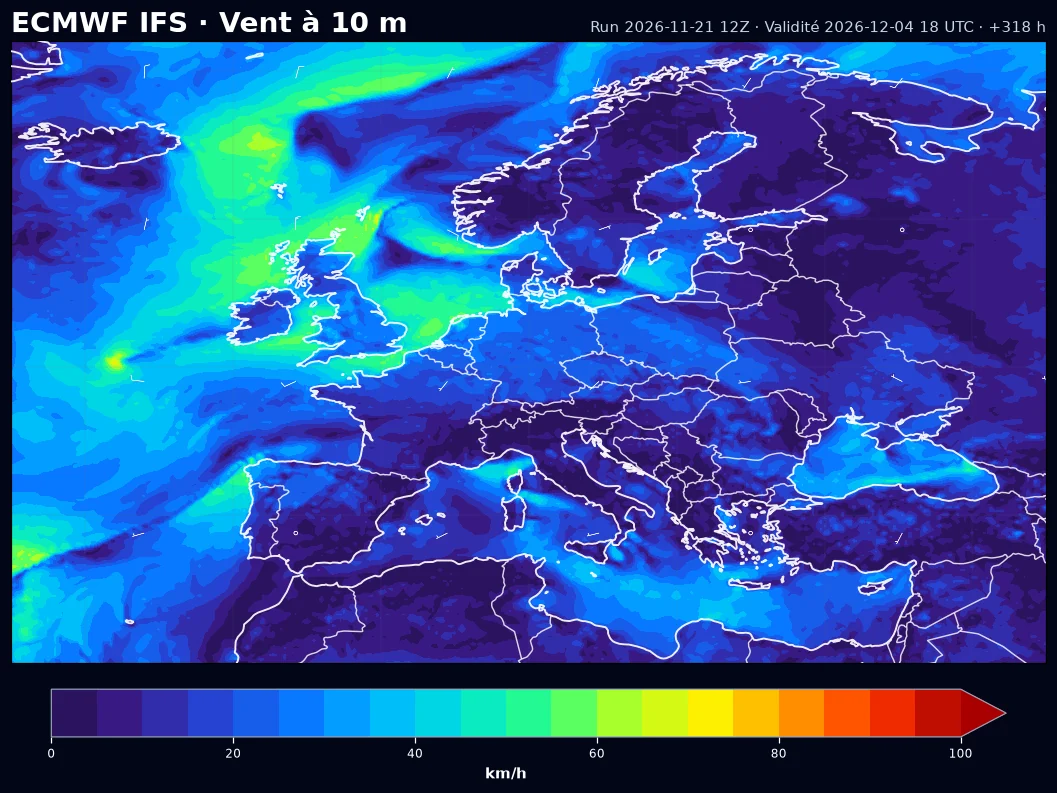 ECMWF IFS · Vent à 10 m
Run 2026-11-21 12Z · Validité 2026-12-04 18 UTC · +318 h
0 20 40 60 80 100
km/h